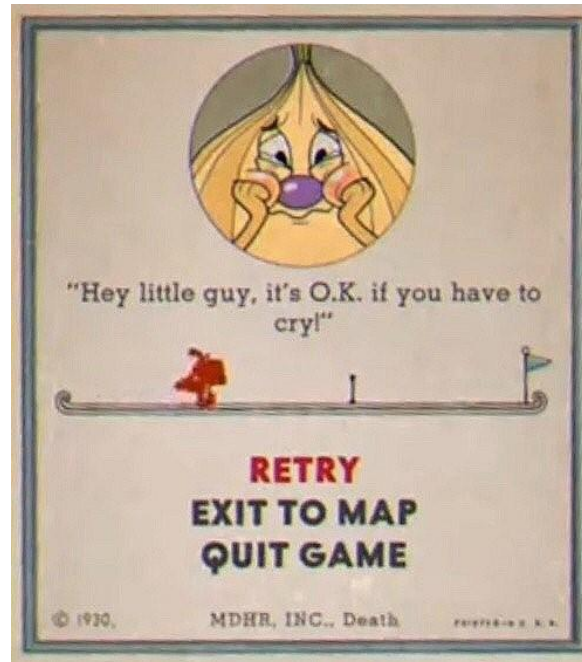 "Hey little guy, it's O.K. if you have to
cry!"
RETRY
EXIT TO MAP
QUIT GAME
© 1930, MDHR, INC., Death